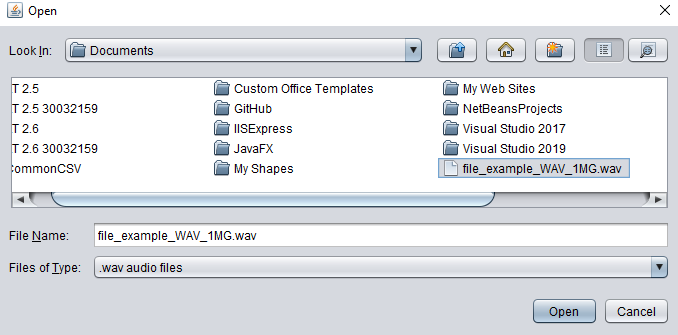 Open
Look In: Documents
T 2.5 Custom Office Templates My Web Sites
T 2.5 30032159 GitHub NetBeansProjects
T 2.6 IISExpress Visual Studio 2017
T 2.6 30032159 JavaFX Visual Studio 2019
CommonCSV My Shapes file_example_WAV_1MG.wav
File Name: file_example_WAV_1MG.wav
Files of Type: .wav audio files
Open Cancel